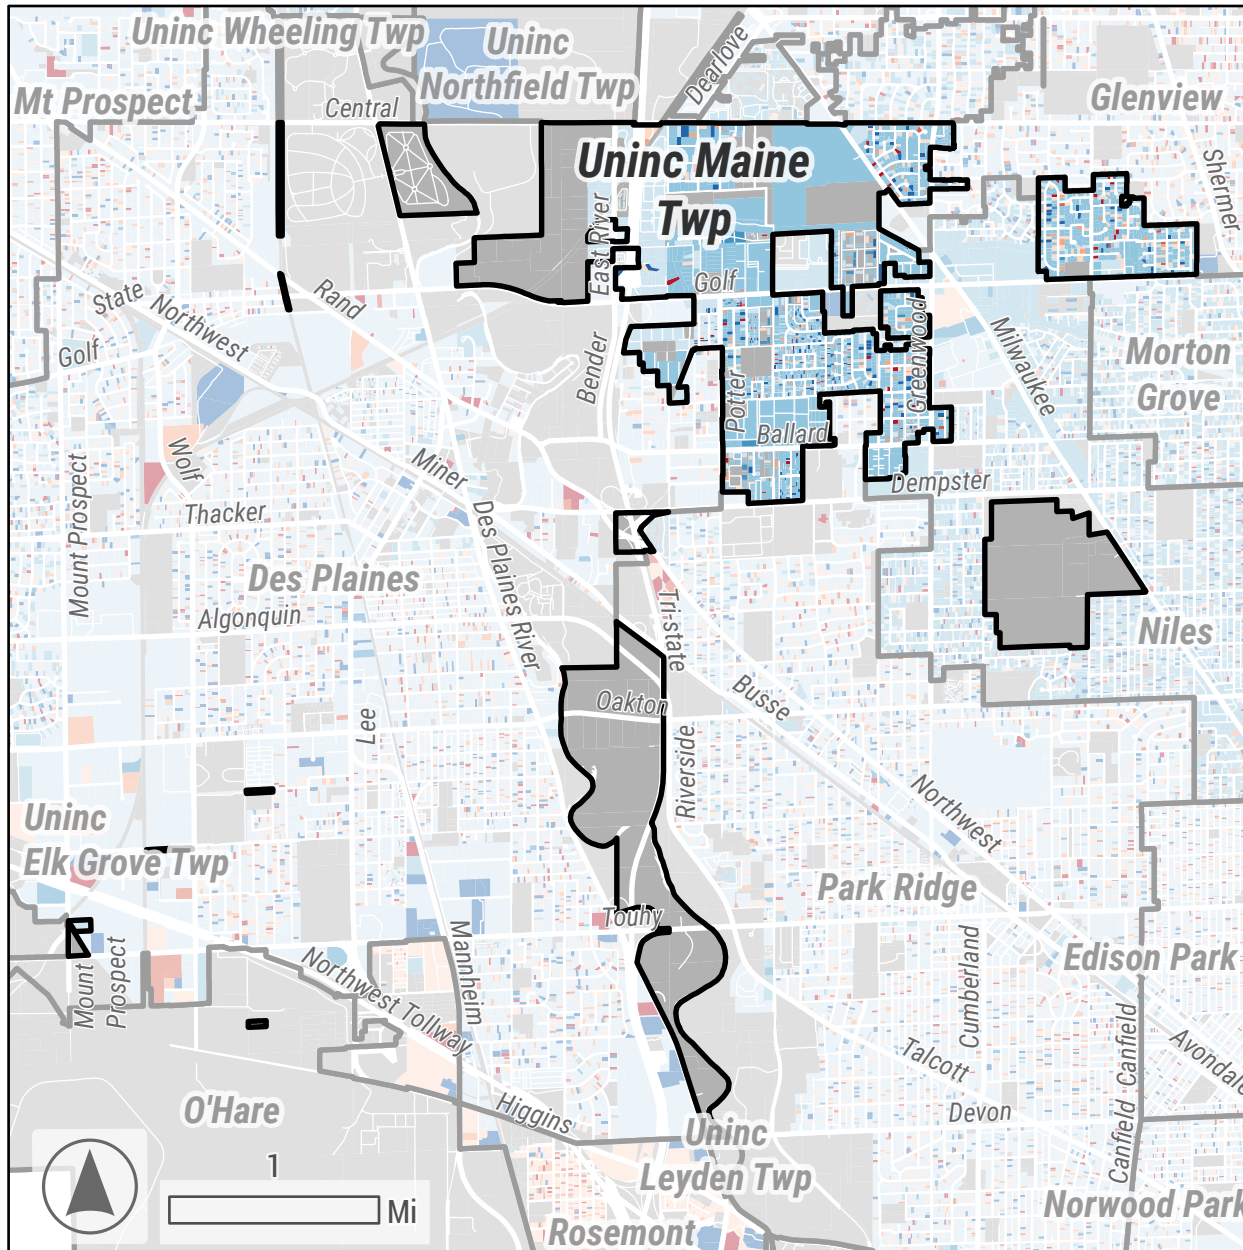 Uninc Wheeling Twp
Uninc
Northfield Twp
Dearlove
Mt Prospect
Central
Glenview
Uninc Maine
Twp
Shermer
East River
Golf
State
Northwest
Rand
Golf
Bender
Greenwood
Milwaukee
Morton
Grove
Potter
Ballard
Wolf
Miner
Dempster
Mount Prospect
Thacker
Des Plaines River
Des Plaines
Algonquin
Tri state
Niles
Oakton
Busse
Lee
Riverside
Northwest
Uninc
Elk Grove Twp
Park Ridge
Touhy
Mannheim
Mount
Prospect
Northwest Tollway
Cumberland
Edison Park
Canfield
Canfield
Avondale
Talcott
O'Hare
Higgins
Devon
Uninc
Leyden Twp
Norwood Park
Rosemont
1
Mi